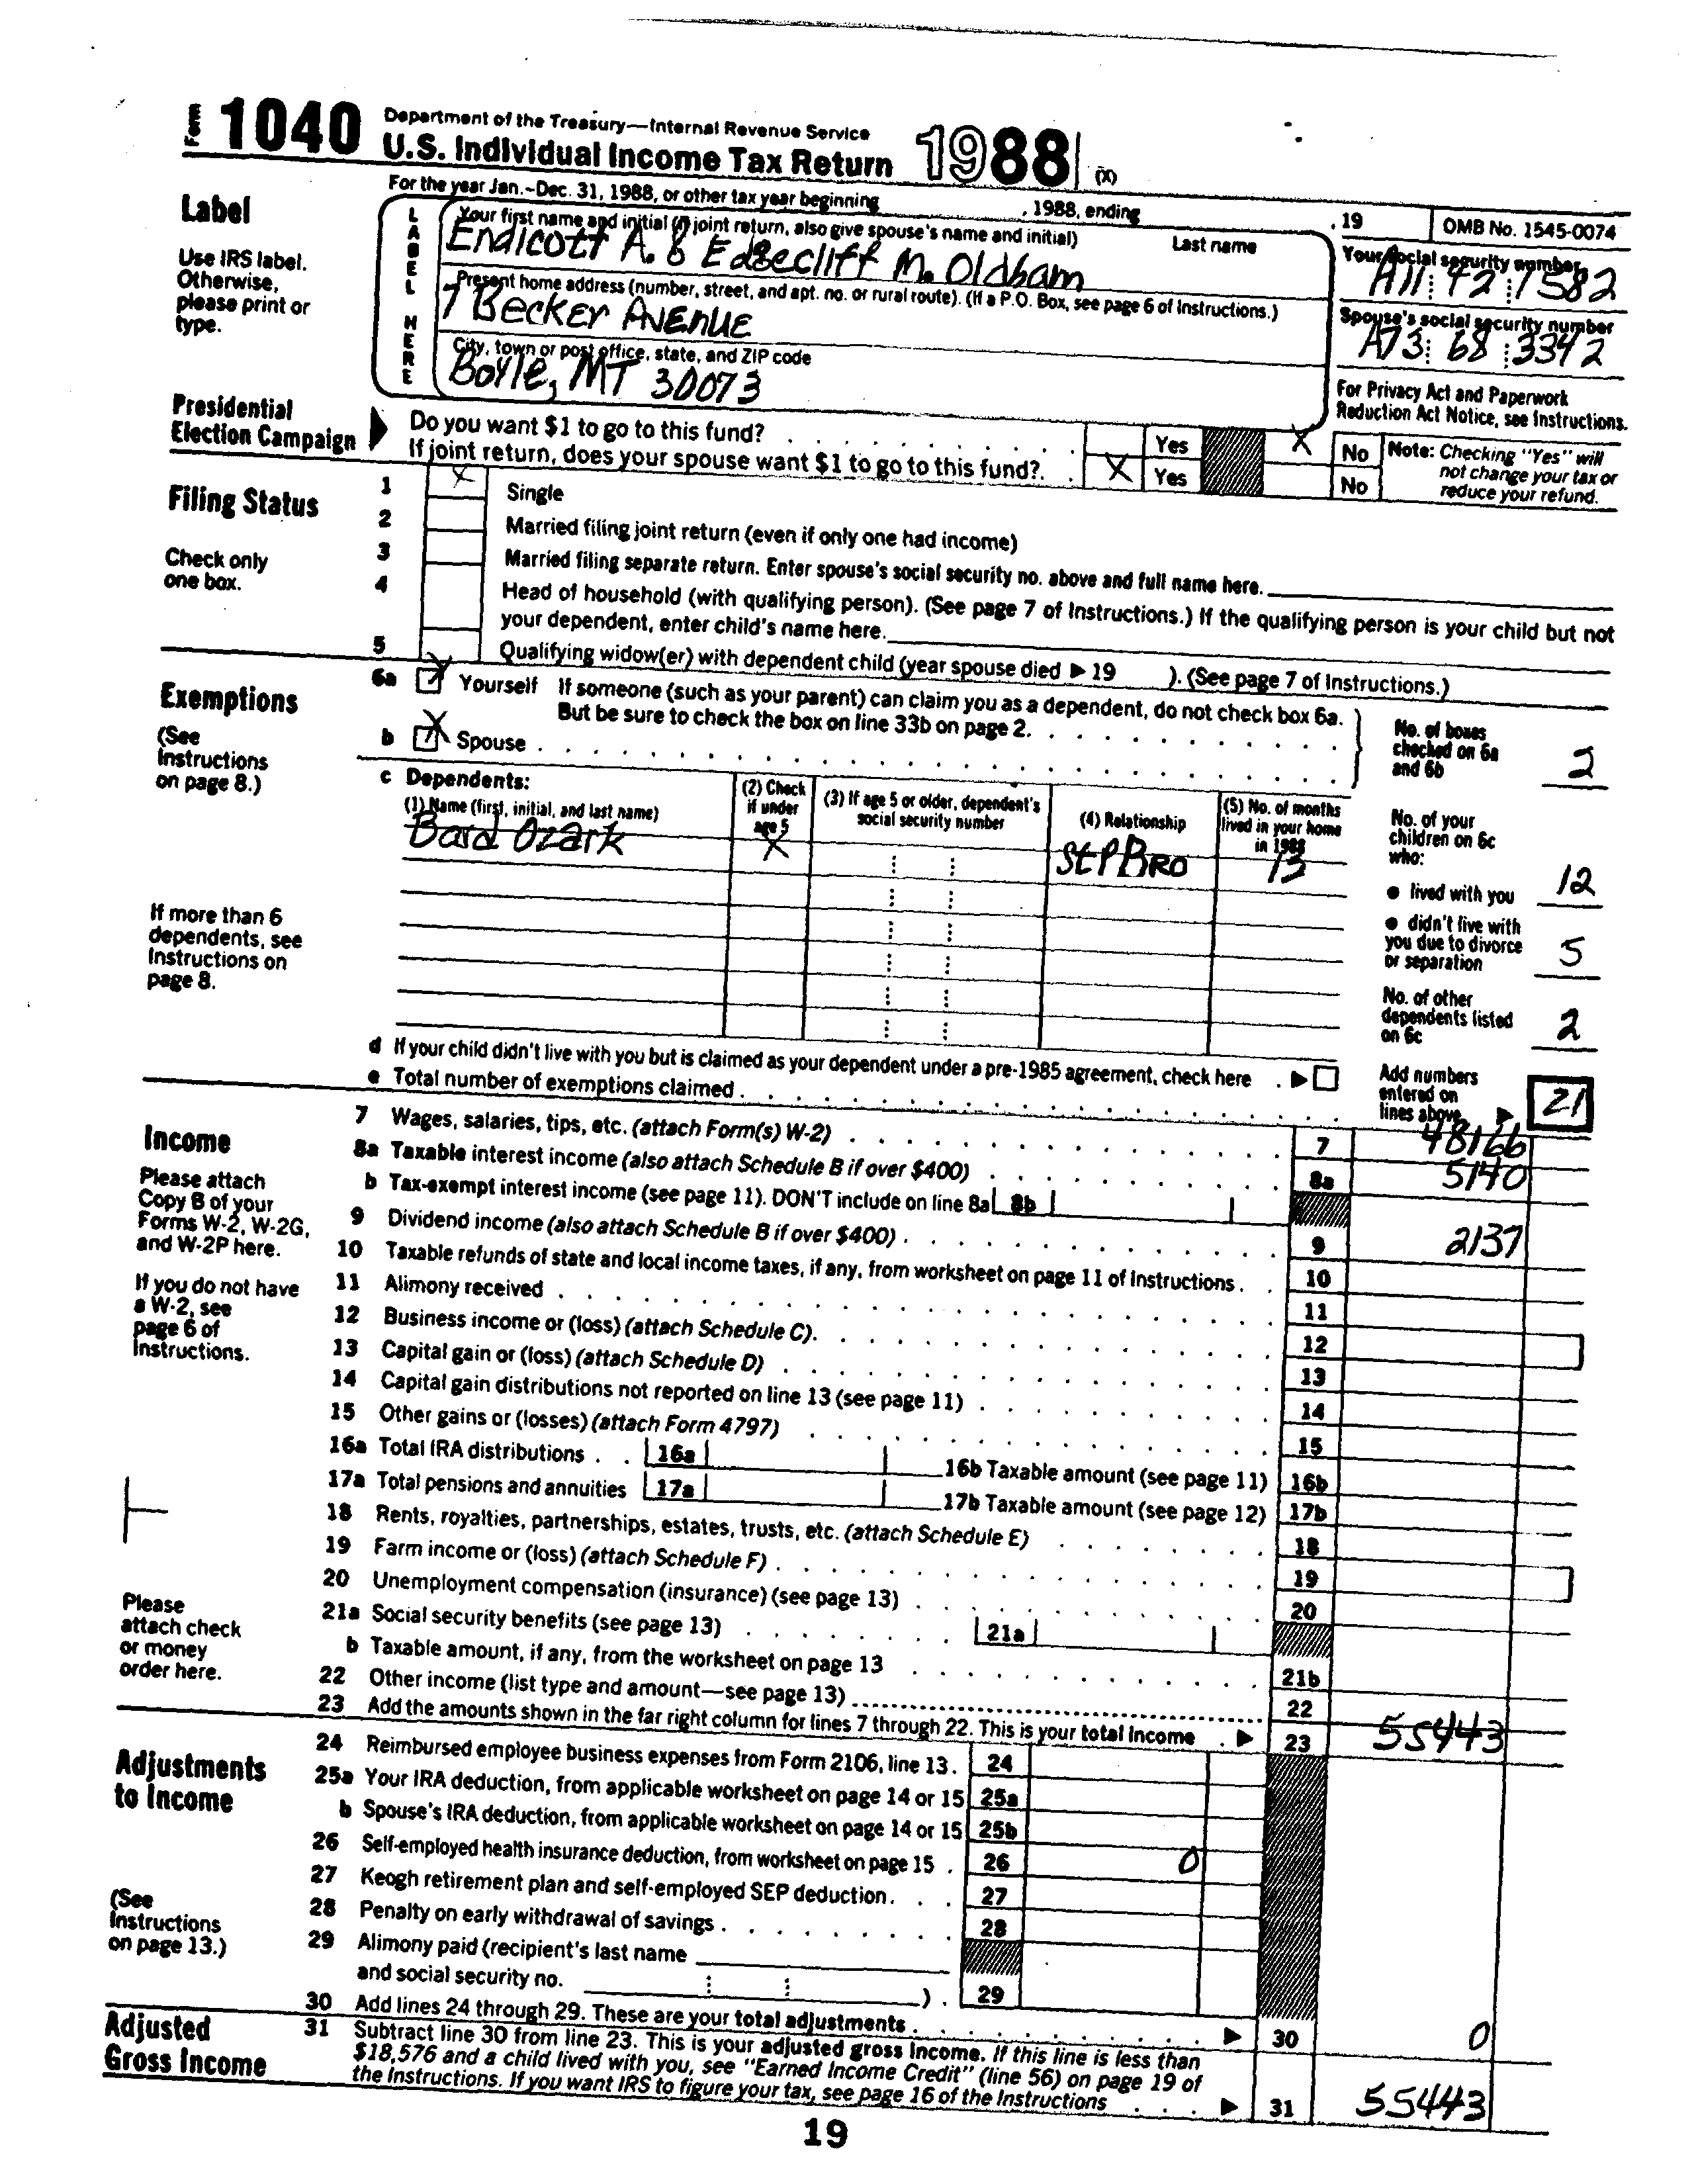 Form 1040 Department of the Treasury—Internal Revenue Service
U.S. Individual Income Tax Return 1988 (X)
For the year Jan.-Dec. 31, 1988, or other tax year beginning , 1988, ending , 19 OMB No. 1545-0074
Label
Use IRS label.
Otherwise,
please print or
type.
LABEL HERE
Your first name and initial (if joint return, also give spouse's name and initial) Last name
Endicott A. & Edgecliff M. Oldham
Your social security number
A11 42 1582
Present home address (number, street, and apt. no. or rural route). (If a P.O. Box, see page 6 of Instructions.)
7 Becker Avenue
Spouse's social security number
A73 68 3342
City, town or post office, state, and ZIP code
Boyle, MT 30073
For Privacy Act and Paperwork
Reduction Act Notice, see Instructions.
Presidential
Election Campaign
Do you want $1 to go to this fund? Yes X No
If joint return, does your spouse want $1 to go to this fund? X Yes No
Note: Checking "Yes" will
not change your tax or
reduce your refund.
Filing Status
Check only
one box.
1 X Single
2 Married filing joint return (even if only one had income)
3 Married filing separate return. Enter spouse's social security no. above and full name here.
4 Head of household (with qualifying person). (See page 7 of Instructions.) If the qualifying person is your child but not
your dependent, enter child's name here.
5 Qualifying widow(er) with dependent child (year spouse died ▶ 19 ). (See page 7 of Instructions.)
Exemptions
(See
Instructions
on page 8.)
6a X Yourself If someone (such as your parent) can claim you as a dependent, do not check box 6a.
But be sure to check the box on line 33b on page 2.
b X Spouse
No. of boxes
checked on 6a
and 6b 2
c Dependents:
(1) Name (first, initial, and last name)
(2) Check
if under
age 5
(3) If age 5 or older, dependent's
social security number
(4) Relationship
(5) No. of months
lived in your home
in 1988
Bard Ozark X StPBRO 13
No. of your
children on 6c
who:
● lived with you 12
● didn't live with
you due to divorce
or separation 5
No. of other
dependents listed
on 6c 2
If more than 6
dependents, see
Instructions on
page 8.
d If your child didn't live with you but is claimed as your dependent under a pre-1985 agreement, check here ▶
e Total number of exemptions claimed
Add numbers
entered on
lines above ▶ 21
Income
Please attach
Copy B of your
Forms W-2, W-2G,
and W-2P here.
If you do not have
a W-2, see
page 6 of
Instructions.
7 Wages, salaries, tips, etc. (attach Form(s) W-2) 7 48166
8a Taxable interest income (also attach Schedule B if over $400) 8a 5140
b Tax-exempt interest income (see page 11). DON'T include on line 8a 8b
9 Dividend income (also attach Schedule B if over $400) 9 2137
10 Taxable refunds of state and local income taxes, if any, from worksheet on page 11 of Instructions. 10
11 Alimony received 11
12 Business income or (loss) (attach Schedule C). 12
13 Capital gain or (loss) (attach Schedule D) 13
14 Capital gain distributions not reported on line 13 (see page 11) 14
15 Other gains or (losses) (attach Form 4797) 15
16a Total IRA distributions 16a 16b Taxable amount (see page 11) 16b
17a Total pensions and annuities 17a 17b Taxable amount (see page 12) 17b
18 Rents, royalties, partnerships, estates, trusts, etc. (attach Schedule E) 18
19 Farm income or (loss) (attach Schedule F) 19
20 Unemployment compensation (insurance) (see page 13) 20
21a Social security benefits (see page 13) 21a
b Taxable amount, if any, from the worksheet on page 13 21b
22 Other income (list type and amount—see page 13) 22
23 Add the amounts shown in the far right column for lines 7 through 22. This is your total income ▶ 23 55443
Please
attach check
or money
order here.
Adjustments
to Income
(See
Instructions
on page 13.)
24 Reimbursed employee business expenses from Form 2106, line 13. 24
25a Your IRA deduction, from applicable worksheet on page 14 or 15 25a
b Spouse's IRA deduction, from applicable worksheet on page 14 or 15 25b
26 Self-employed health insurance deduction, from worksheet on page 15 26 0
27 Keogh retirement plan and self-employed SEP deduction. 27
28 Penalty on early withdrawal of savings 28
29 Alimony paid (recipient's last name
and social security no. ). 29
30 Add lines 24 through 29. These are your total adjustments ▶ 30 0
Adjusted
Gross Income
31 Subtract line 30 from line 23. This is your adjusted gross income. If this line is less than
$18,576 and a child lived with you, see "Earned Income Credit" (line 56) on page 19 of
the Instructions. If you want IRS to figure your tax, see page 16 of the Instructions ▶ 31 55443
19